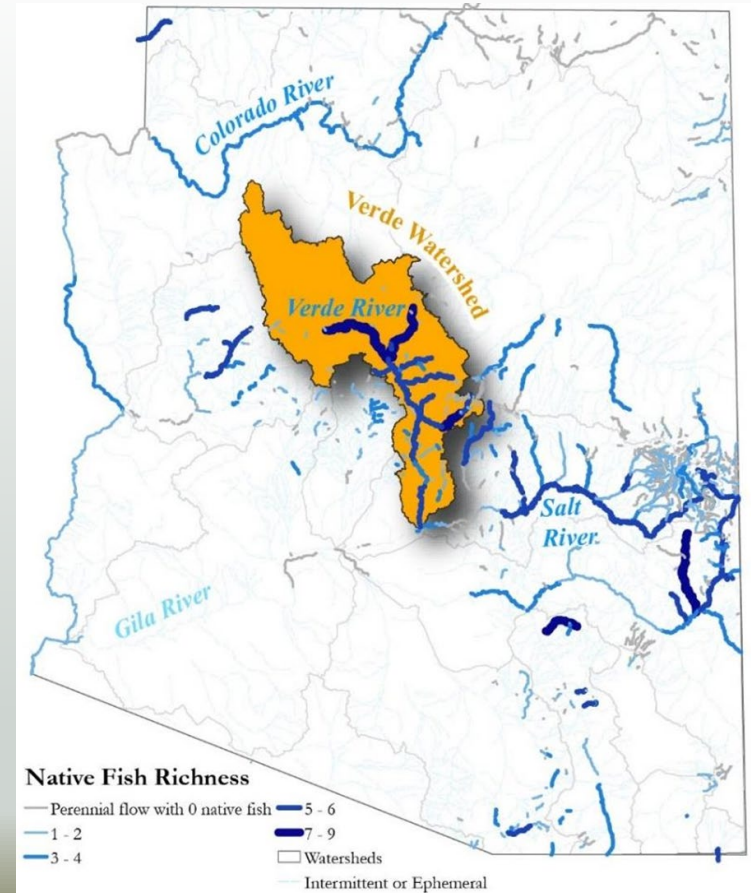 Colorado River
Verde Watershed
Verde River
Salt
River
Gila River
Native Fish Richness
Perennial flow with 0 native fish
5 - 6
1 - 2
7 - 9
3 - 4
Watersheds
Intermittent or Ephemeral